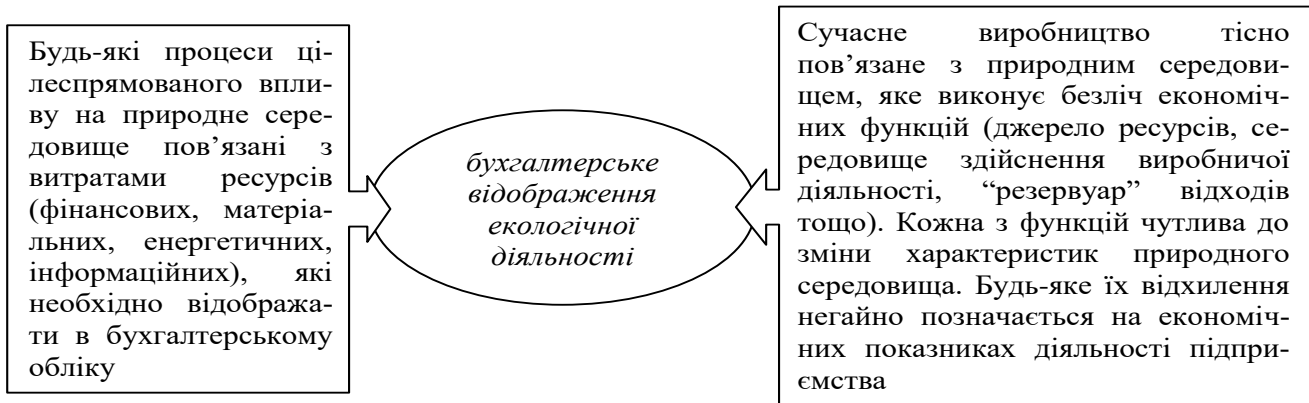 Будь-які процеси ці-
леспрямованого впли-
ву на природне сере-
довище пов’язані з
витратами ресурсів
(фінансових, матеріа-
льних, енергетичних,
інформаційних), які
необхідно відобража-
ти в бухгалтерському
обліку
бухгалтерське
відображення
екологічної
діяльності
Сучасне виробництво тісно
пов’язане з природним середови-
щем, яке виконує безліч економіч-
них функцій (джерело ресурсів, се-
редовище здійснення виробничої
діяльності, “резервуар” відходів
тощо). Кожна з функцій чутлива до
зміни характеристик природного
середовища. Будь-яке їх відхилення
негайно позначається на економіч-
них показниках діяльності підпри-
ємства